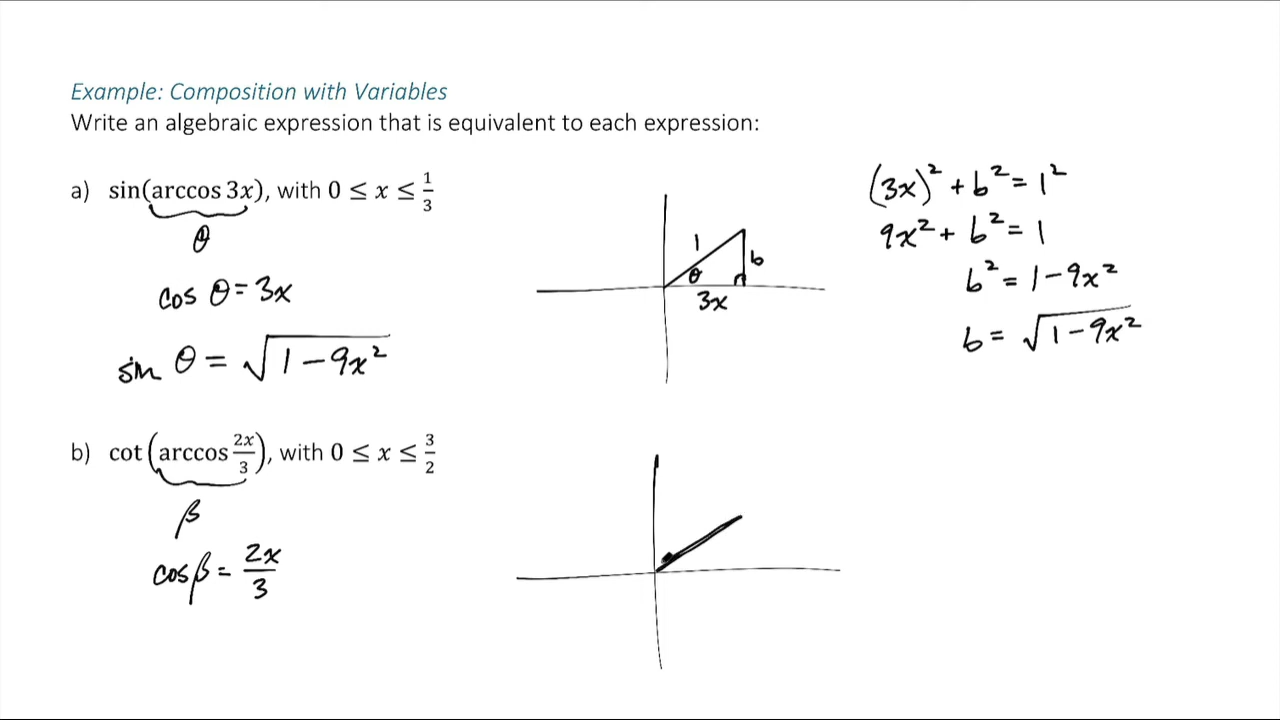 Example: Composition with Variables
Write an algebraic expression that is equivalent to each expression:
a) sin(arccos 3x), with 0 ≤ x ≤ 1/3
θ
cos θ = 3x
sin θ = √(1 − 9x²)
1
θ
b
3x
(3x)² + b² = 1²
9x² + b² = 1
b² = 1 − 9x²
b = √(1 − 9x²)
b) cot(arccos 2x/3), with 0 ≤ x ≤ 3/2
β
cos β = 2x/3